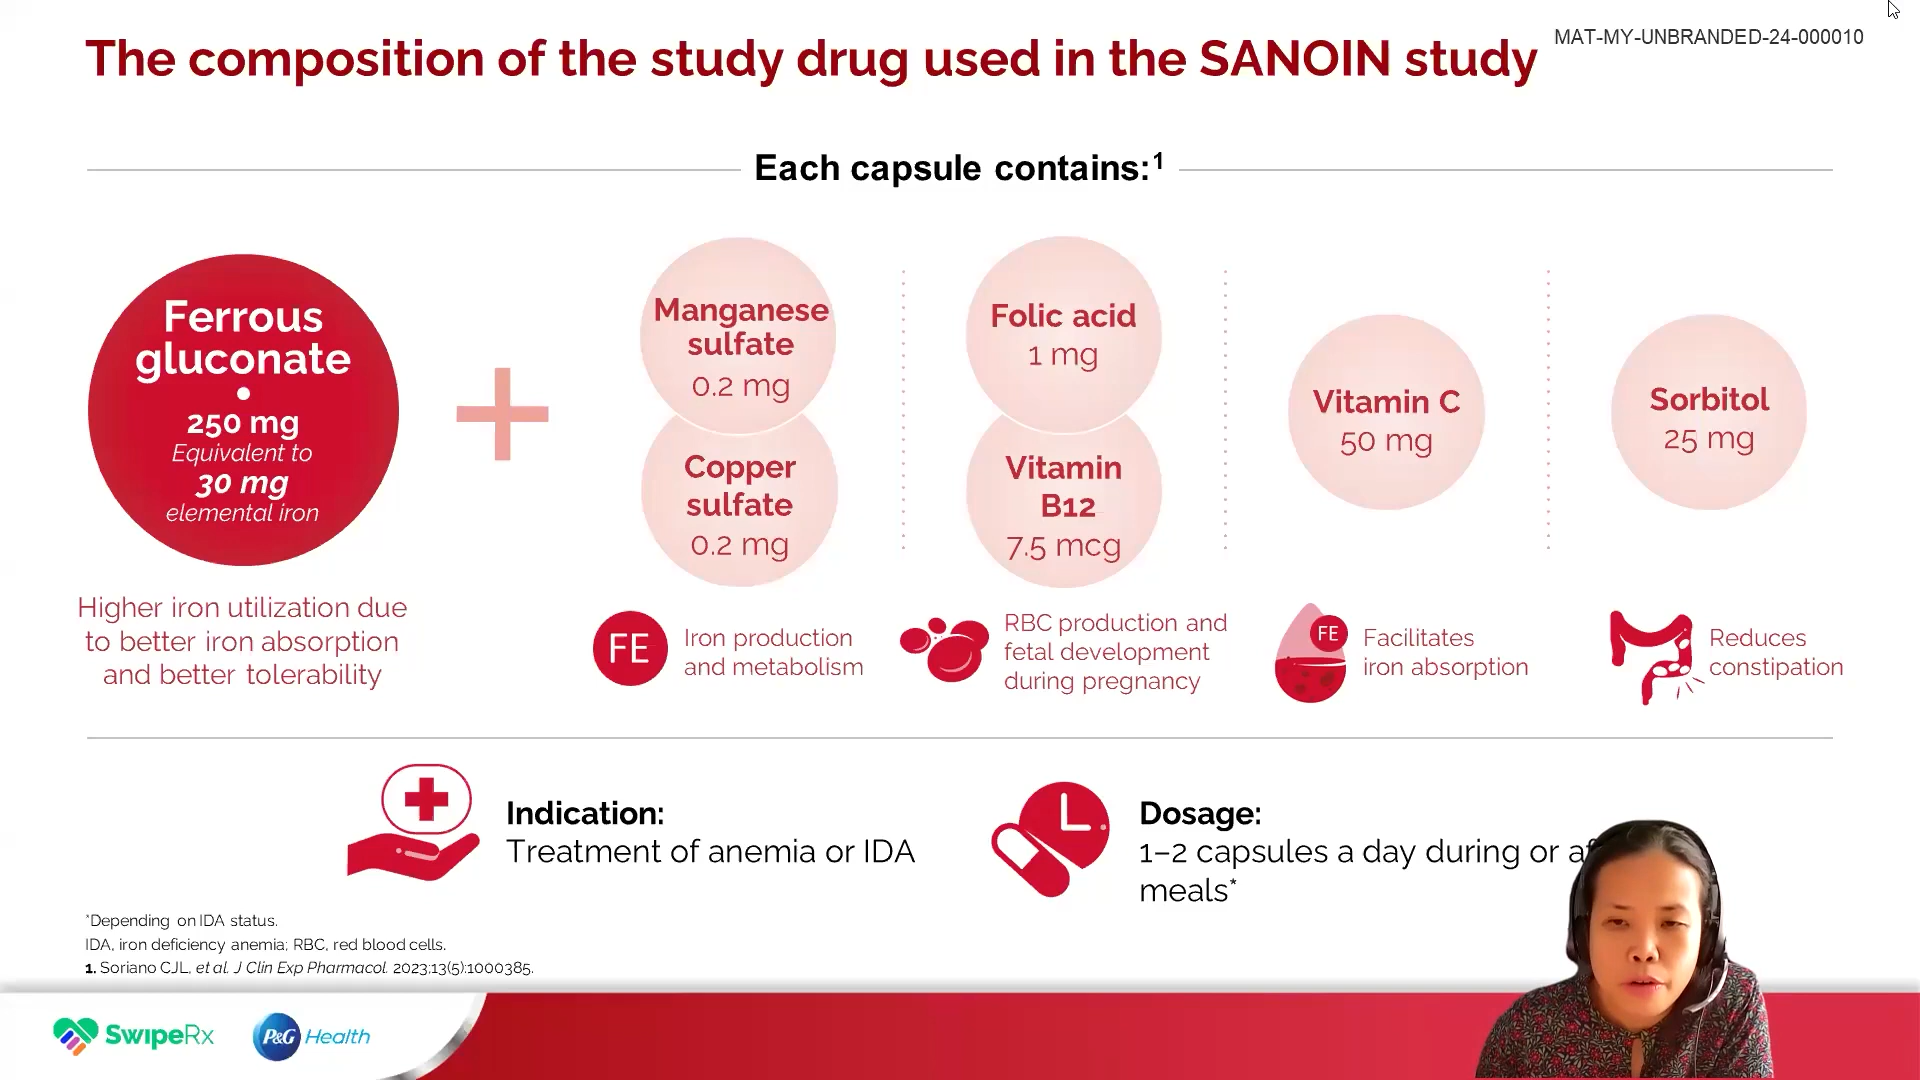 The composition of the study drug used in the SANOIN study
MAT-MY-UNBRANDED-24-000010
Each capsule contains:1
Ferrous
gluconate
•
250 mg
Equivalent to
30 mg
elemental iron
Higher iron utilization due
to better iron absorption
and better tolerability
Manganese
sulfate
0.2 mg
Copper
sulfate
0.2 mg
FE
Iron production
and metabolism
Folic acid
1 mg
Vitamin
B12
7.5 mcg
RBC production and
fetal development
during pregnancy
Vitamin C
50 mg
FE
Facilitates
iron absorption
Sorbitol
25 mg
Reduces
constipation
Indication:
Treatment of anemia or IDA
Dosage:
1–2 capsules a day during or
meals*
*Depending on IDA status.
IDA, iron deficiency anemia; RBC, red blood cells.
1. Soriano CJL, et al. J Clin Exp Pharmacol. 2023;13(5):1000385.
SwipeRx
P&G Health